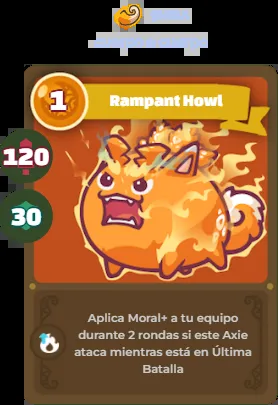 1
Rampant Howl
120
30
Aplica Moral+ a tu equipo
durante 2 rondas si este Axie
ataca mientras está en Última
Batalla